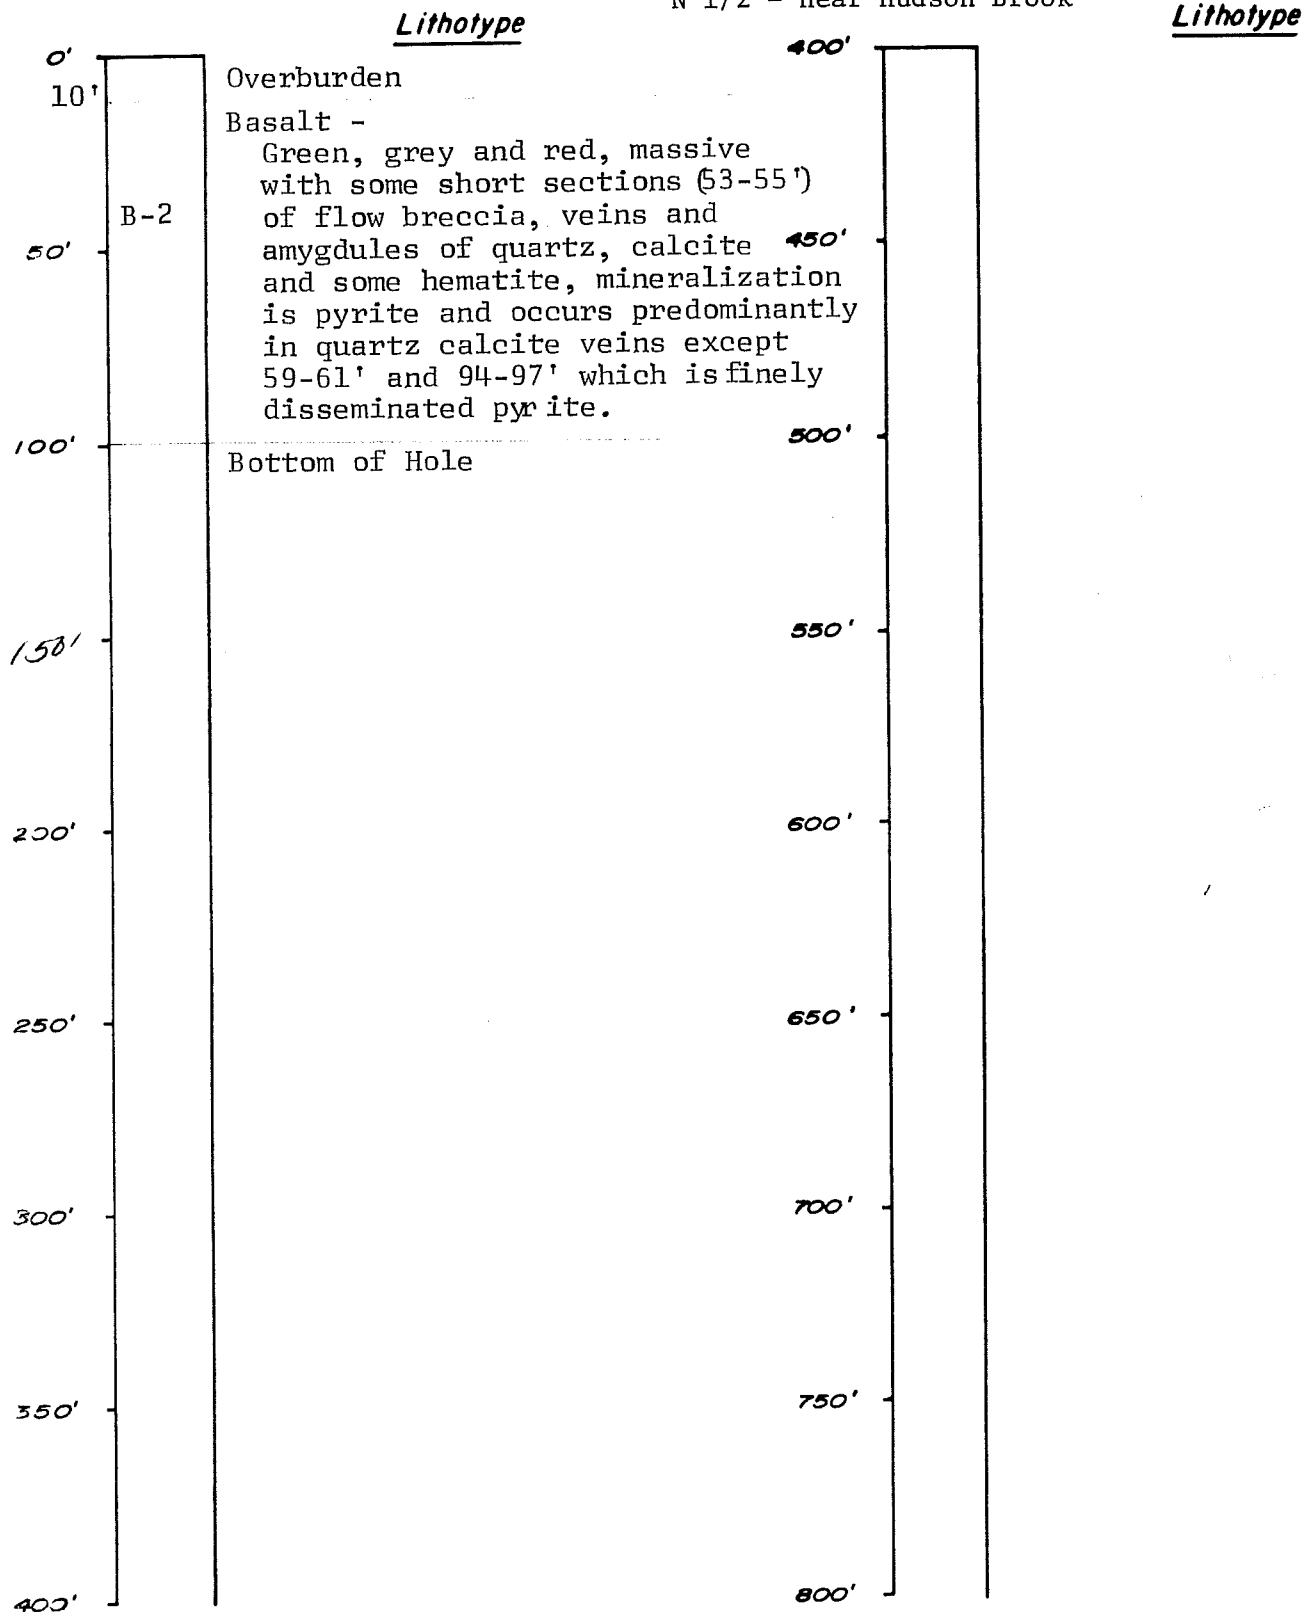 N 1/2 - near Hudson Brook
Lithotype
0'
10'
Overburden
Basalt -
Green, grey and red, massive
with some short sections (53-55')
B-2
of flow breccia, veins and
50'
amygdules of quartz, calcite
and some hematite, mineralization
is pyrite and occurs predominantly
in quartz calcite veins except
59-61' and 94-97' which is finely
disseminated pyrite.
100'
Bottom of Hole
150'
200'
250'
300'
350'
400'
Lithotype
400'
450'
500'
550'
600'
650'
700'
750'
800'